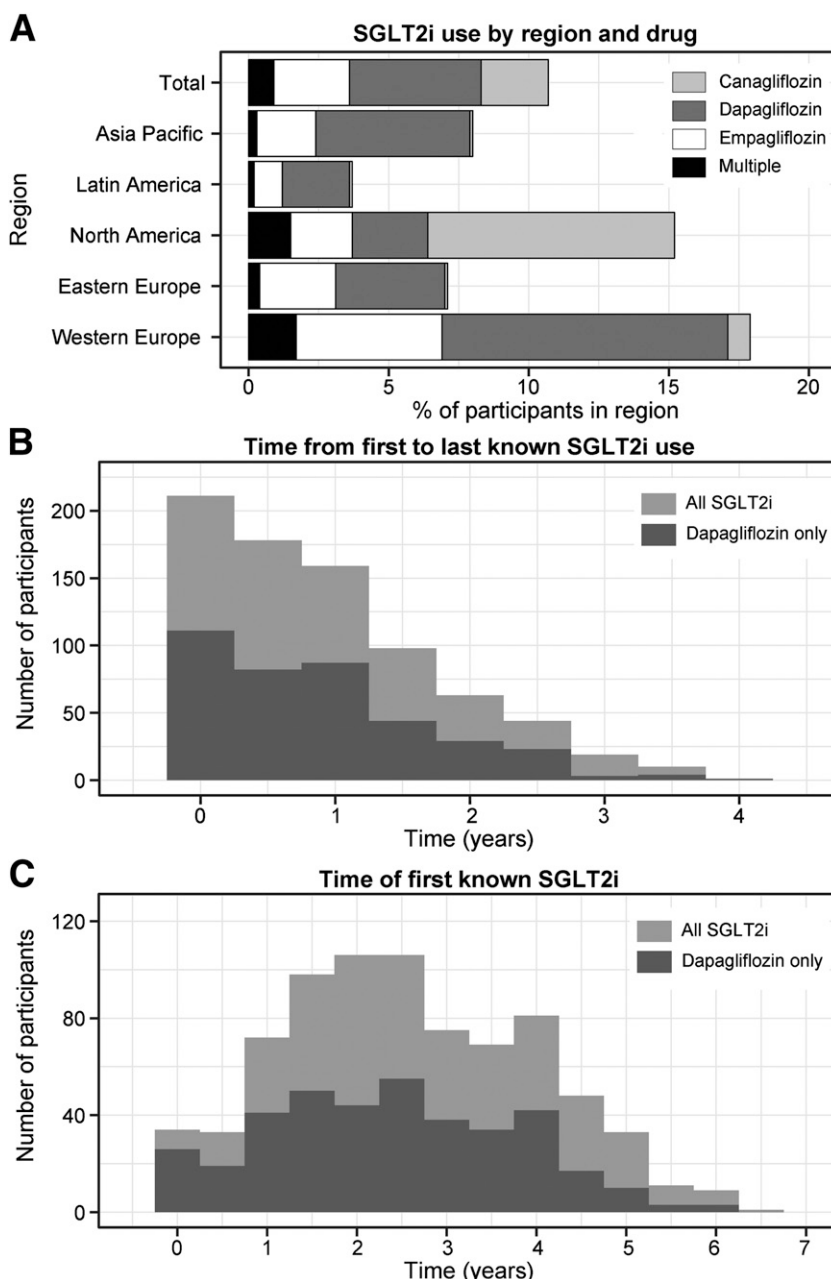 A
SGLT2i use by region and drug
Region
Total
Asia Pacific
Latin America
North America
Eastern Europe
Western Europe
Canagliflozin
Dapagliflozin
Empagliflozin
Multiple
0 5 10 15 20
% of participants in region
B
Time from first to last known SGLT2i use
Number of participants
200
150
100
50
0
All SGLT2i
Dapagliflozin only
0 1 2 3 4
Time (years)
C
Time of first known SGLT2i
Number of participants
120
80
40
0
All SGLT2i
Dapagliflozin only
0 1 2 3 4 5 6 7
Time (years)